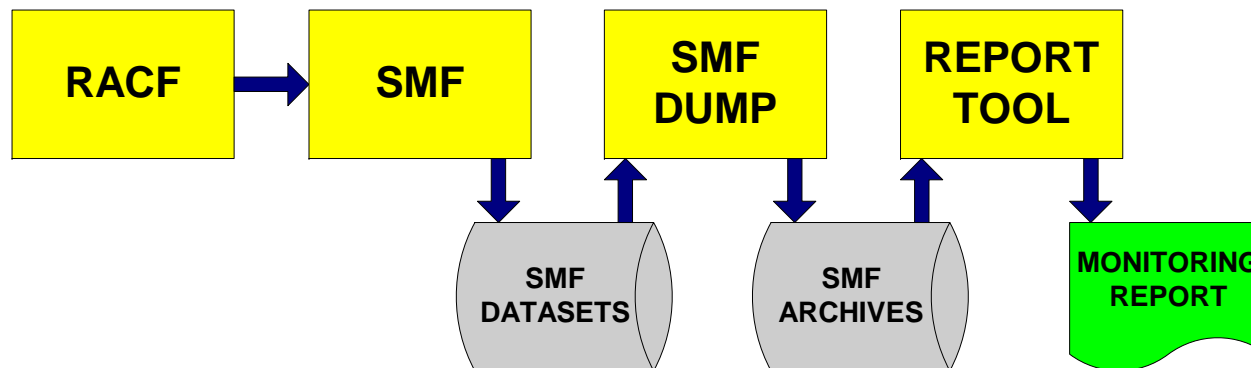 RACF
SMF
SMF
DUMP
REPORT
TOOL
SMF
DATASETS
SMF
ARCHIVES
MONITORING
REPORT